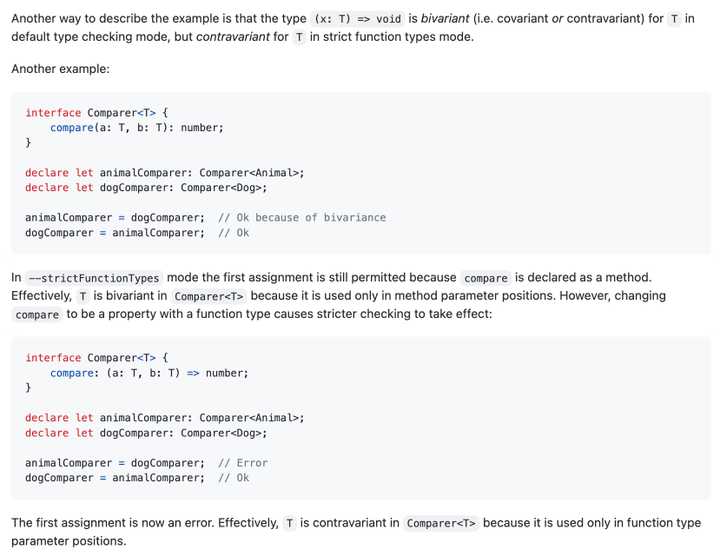 Another way to describe the example is that the type (x: T) => void is bivariant (i.e. covariant or contravariant) for T in
default type checking mode, but contravariant for T in strict function types mode.
Another example:
interface Comparer<T> {
    compare(a: T, b: T): number;
}
declare let animalComparer: Comparer<Animal>;
declare let dogComparer: Comparer<Dog>;
animalComparer = dogComparer;  // Ok because of bivariance
dogComparer = animalComparer;  // Ok
In --strictFunctionTypes mode the first assignment is still permitted because compare is declared as a method.
Effectively, T is bivariant in Comparer<T> because it is used only in method parameter positions. However, changing
compare to be a property with a function type causes stricter checking to take effect:
interface Comparer<T> {
    compare: (a: T, b: T) => number;
}
declare let animalComparer: Comparer<Animal>;
declare let dogComparer: Comparer<Dog>;
animalComparer = dogComparer;  // Error
dogComparer = animalComparer;  // Ok
The first assignment is now an error. Effectively, T is contravariant in Comparer<T> because it is used only in function type
parameter positions.